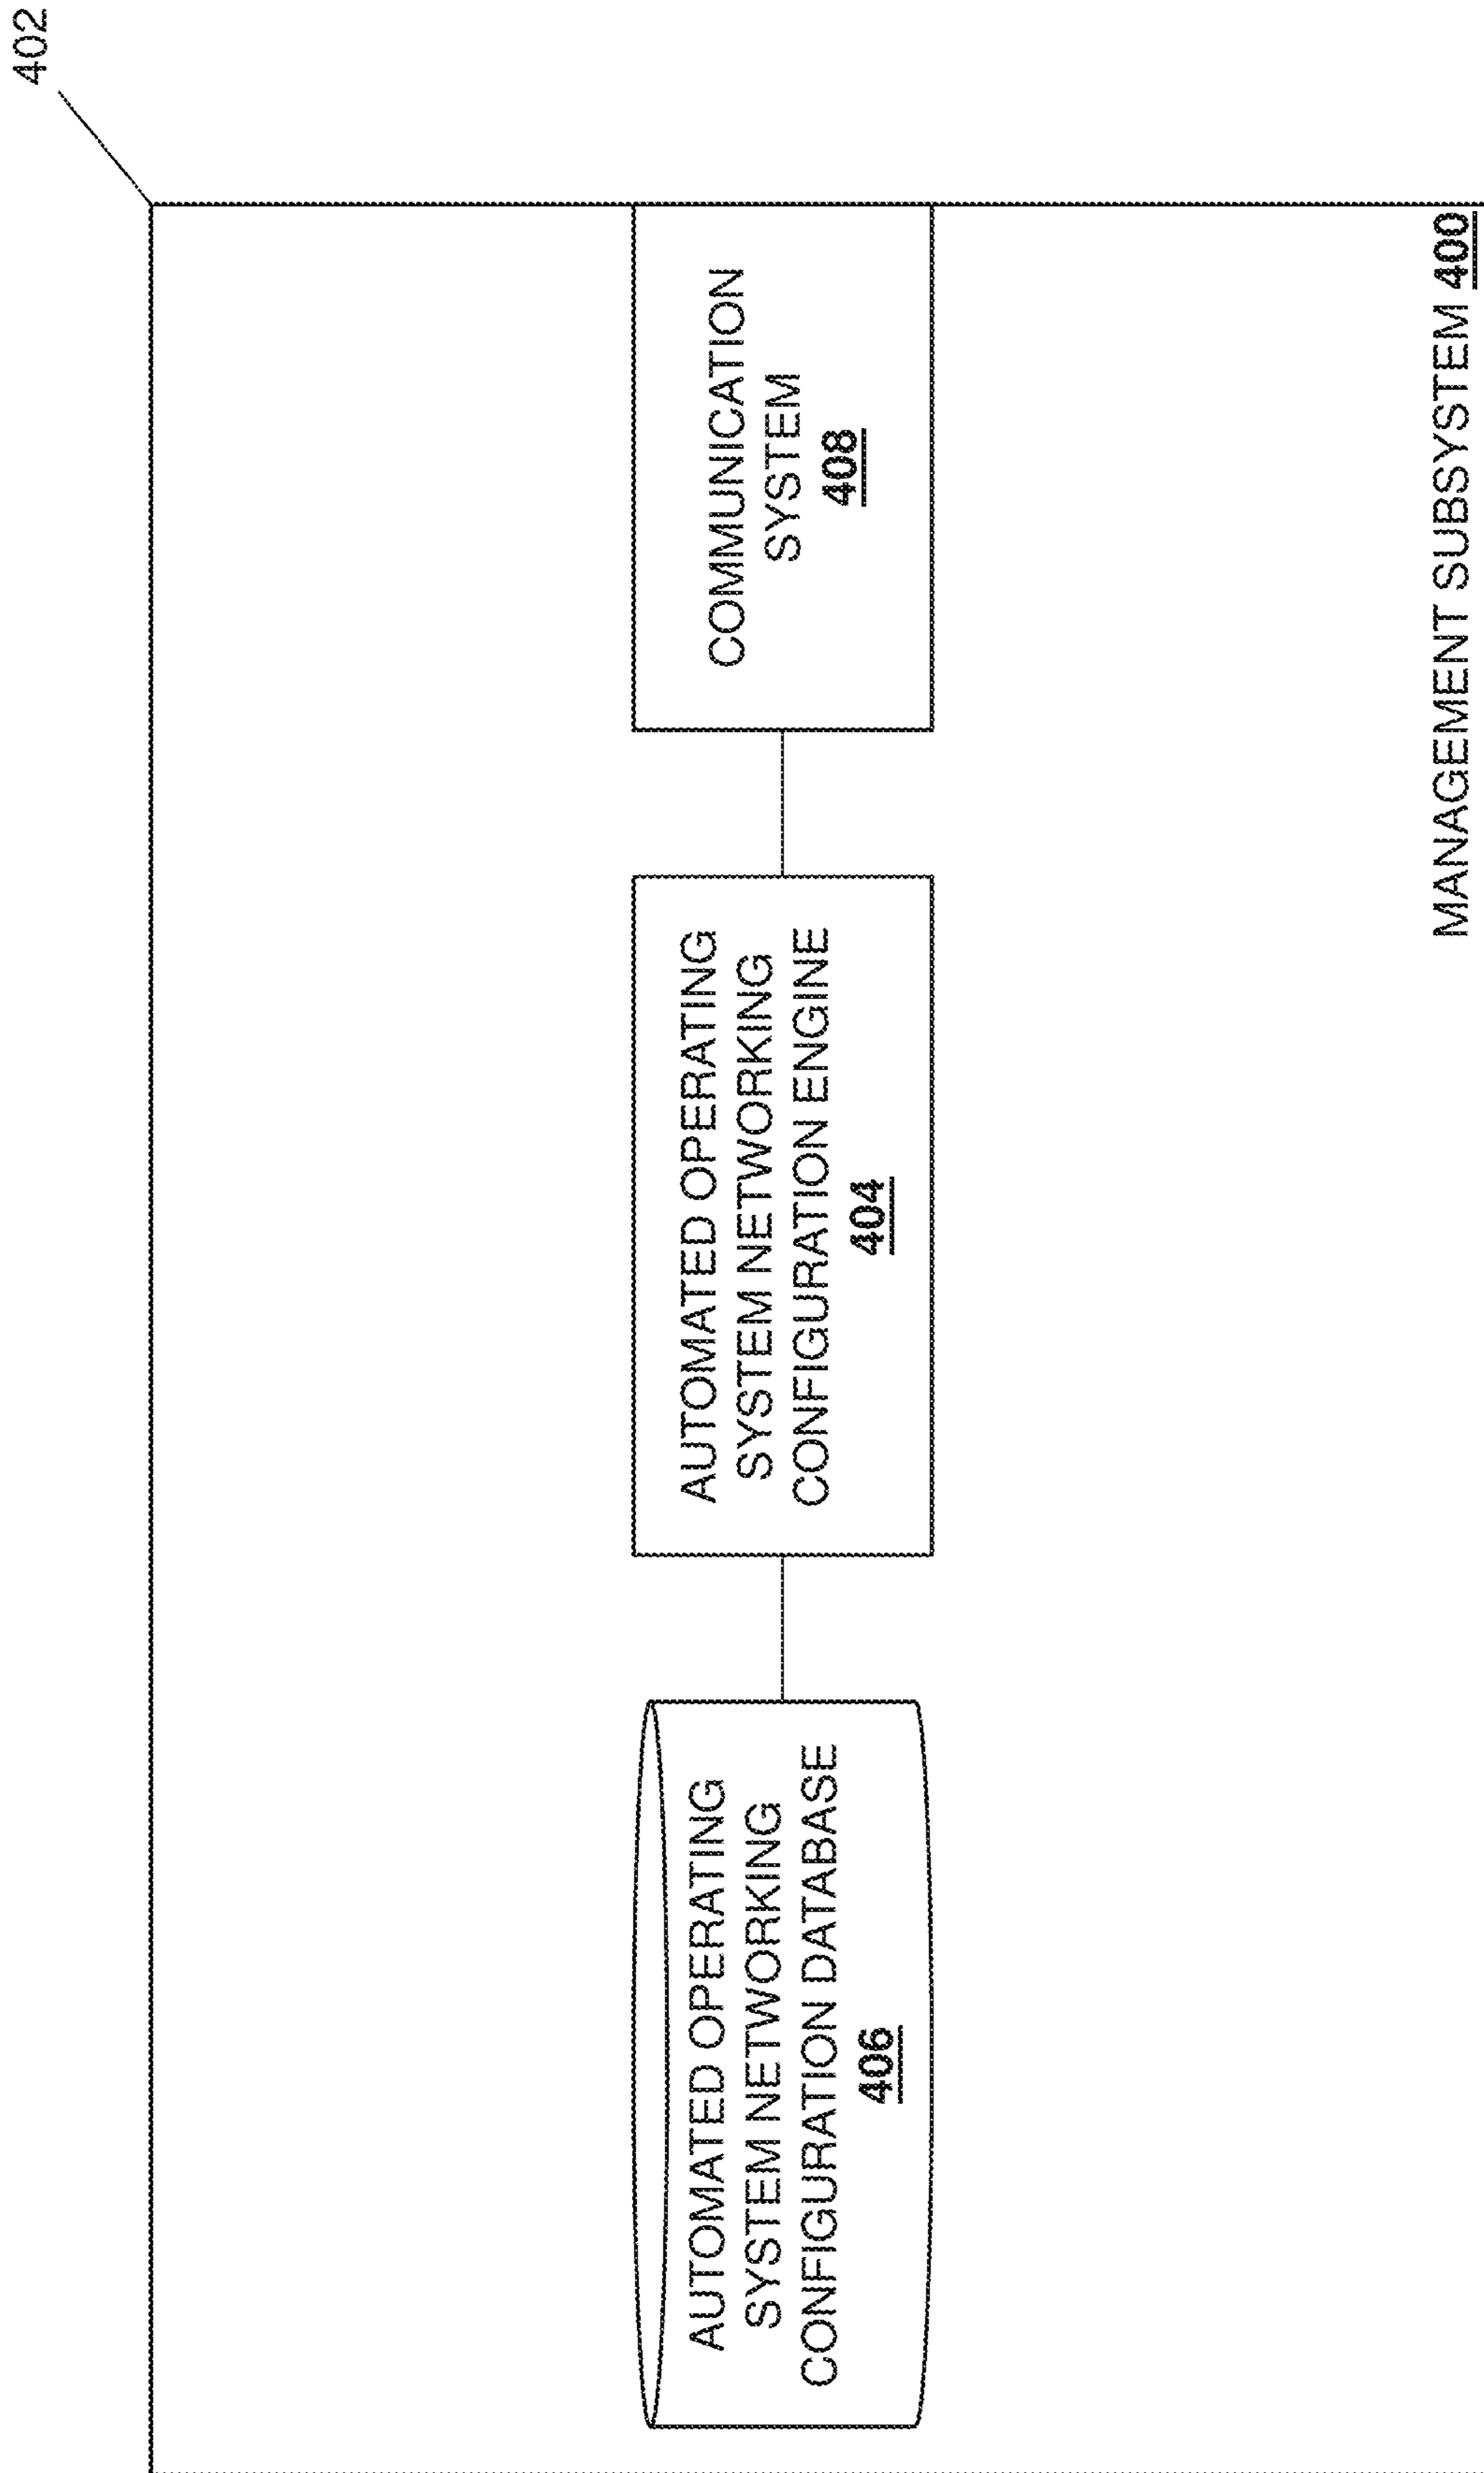 402
AUTOMATED OPERATING
SYSTEM NETWORKING
CONFIGURATION DATABASE
406
AUTOMATED OPERATING
SYSTEM NETWORKING
CONFIGURATION ENGINE
404
COMMUNICATION
SYSTEM
408
MANAGEMENT SUBSYSTEM 400